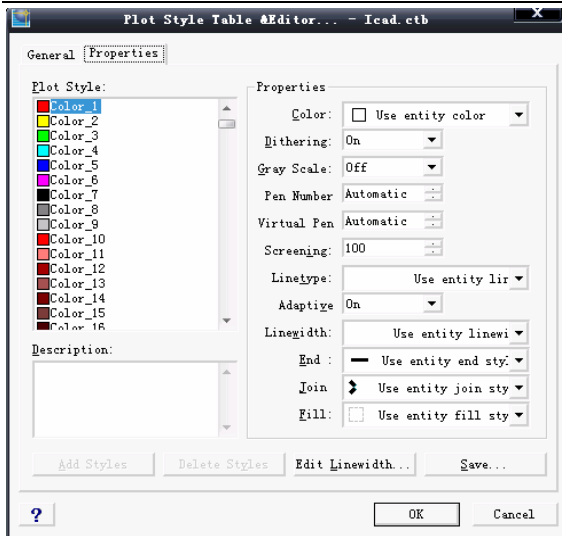 Plot Style Table &Editor... - Icad.ctb
X
General
Properties
Plot Style:
Color_1
Color_2
Color_3
Color_4
Color_5
Color_6
Color_7
Color_8
Color_9
Color_10
Color_11
Color_12
Color_13
Color_14
Color_15
Color_16
Description:
Properties
Color: Use entity color
Dithering: On
Gray Scale: Off
Pen Number Automatic
Virtual Pen Automatic
Screening: 100
Linetype: Use entity lir
Adaptive On
Linewidth: Use entity linewi
End : Use entity end sty
Join Use entity join sty
Fill: Use entity fill sty
Add Styles
Delete Styles
Edit Linewidth...
Save...
?
OK
Cancel